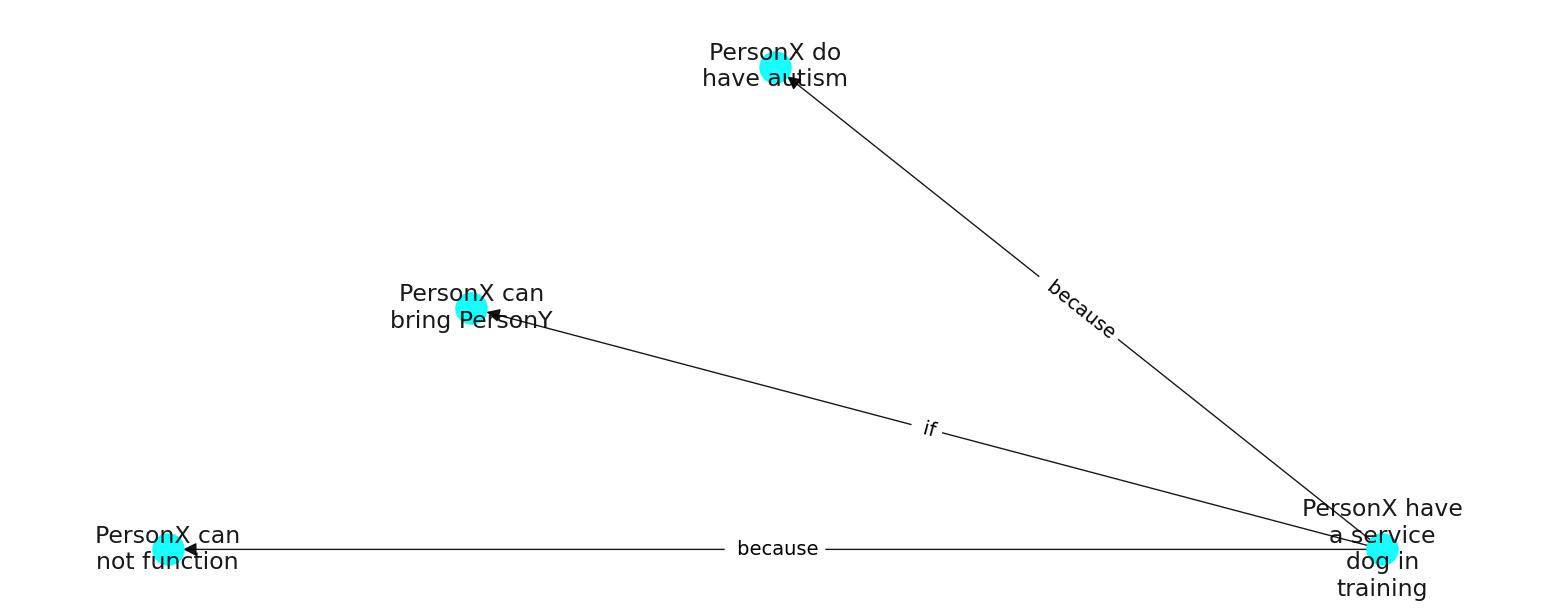 PersonX do
have autism
because
PersonX can
bring PersonY
if
PersonX can
not function
because
PersonX have
a service
dog in
training